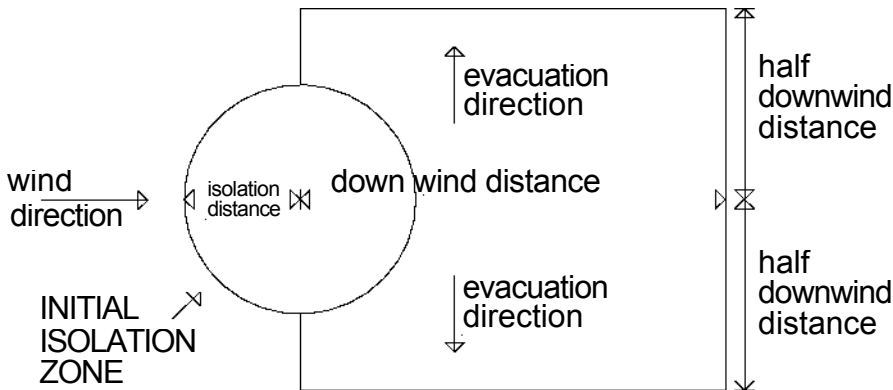 evacuation
direction
half
downwind
distance
wind
direction
isolation
distance
down wind distance
INITIAL
ISOLATION
ZONE
evacuation
direction
half
downwind
distance